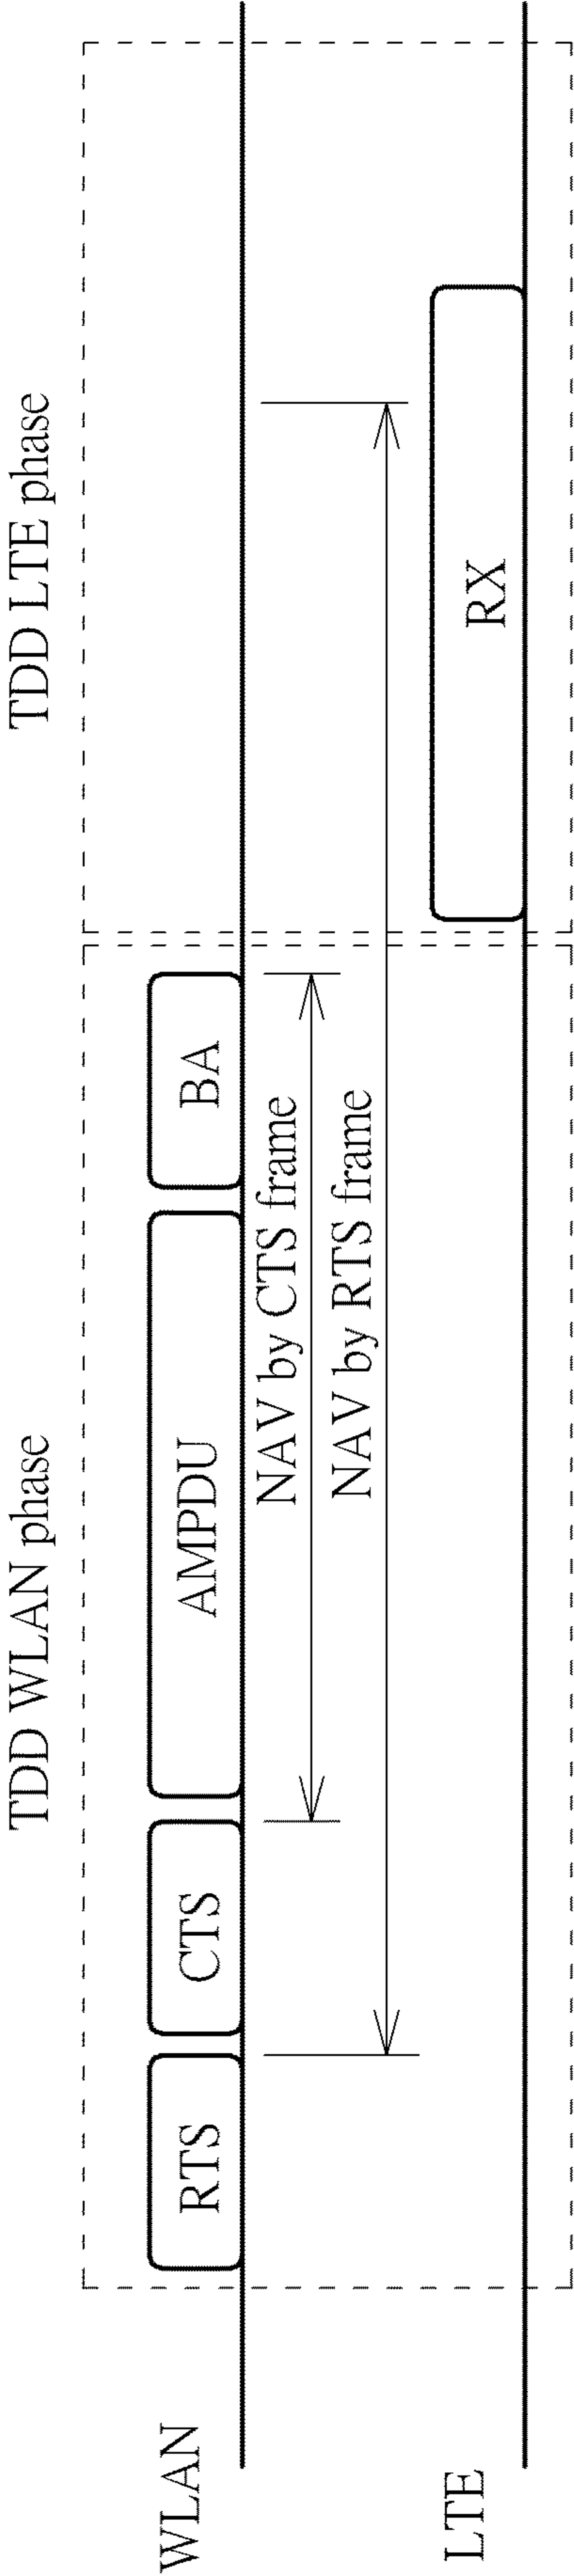 TDD WLAN phase
TDD LTE phase
WLAN
RTS
CTS
AMPDU
BA
NAV by CTS frame
NAV by RTS frame
LTE
RX